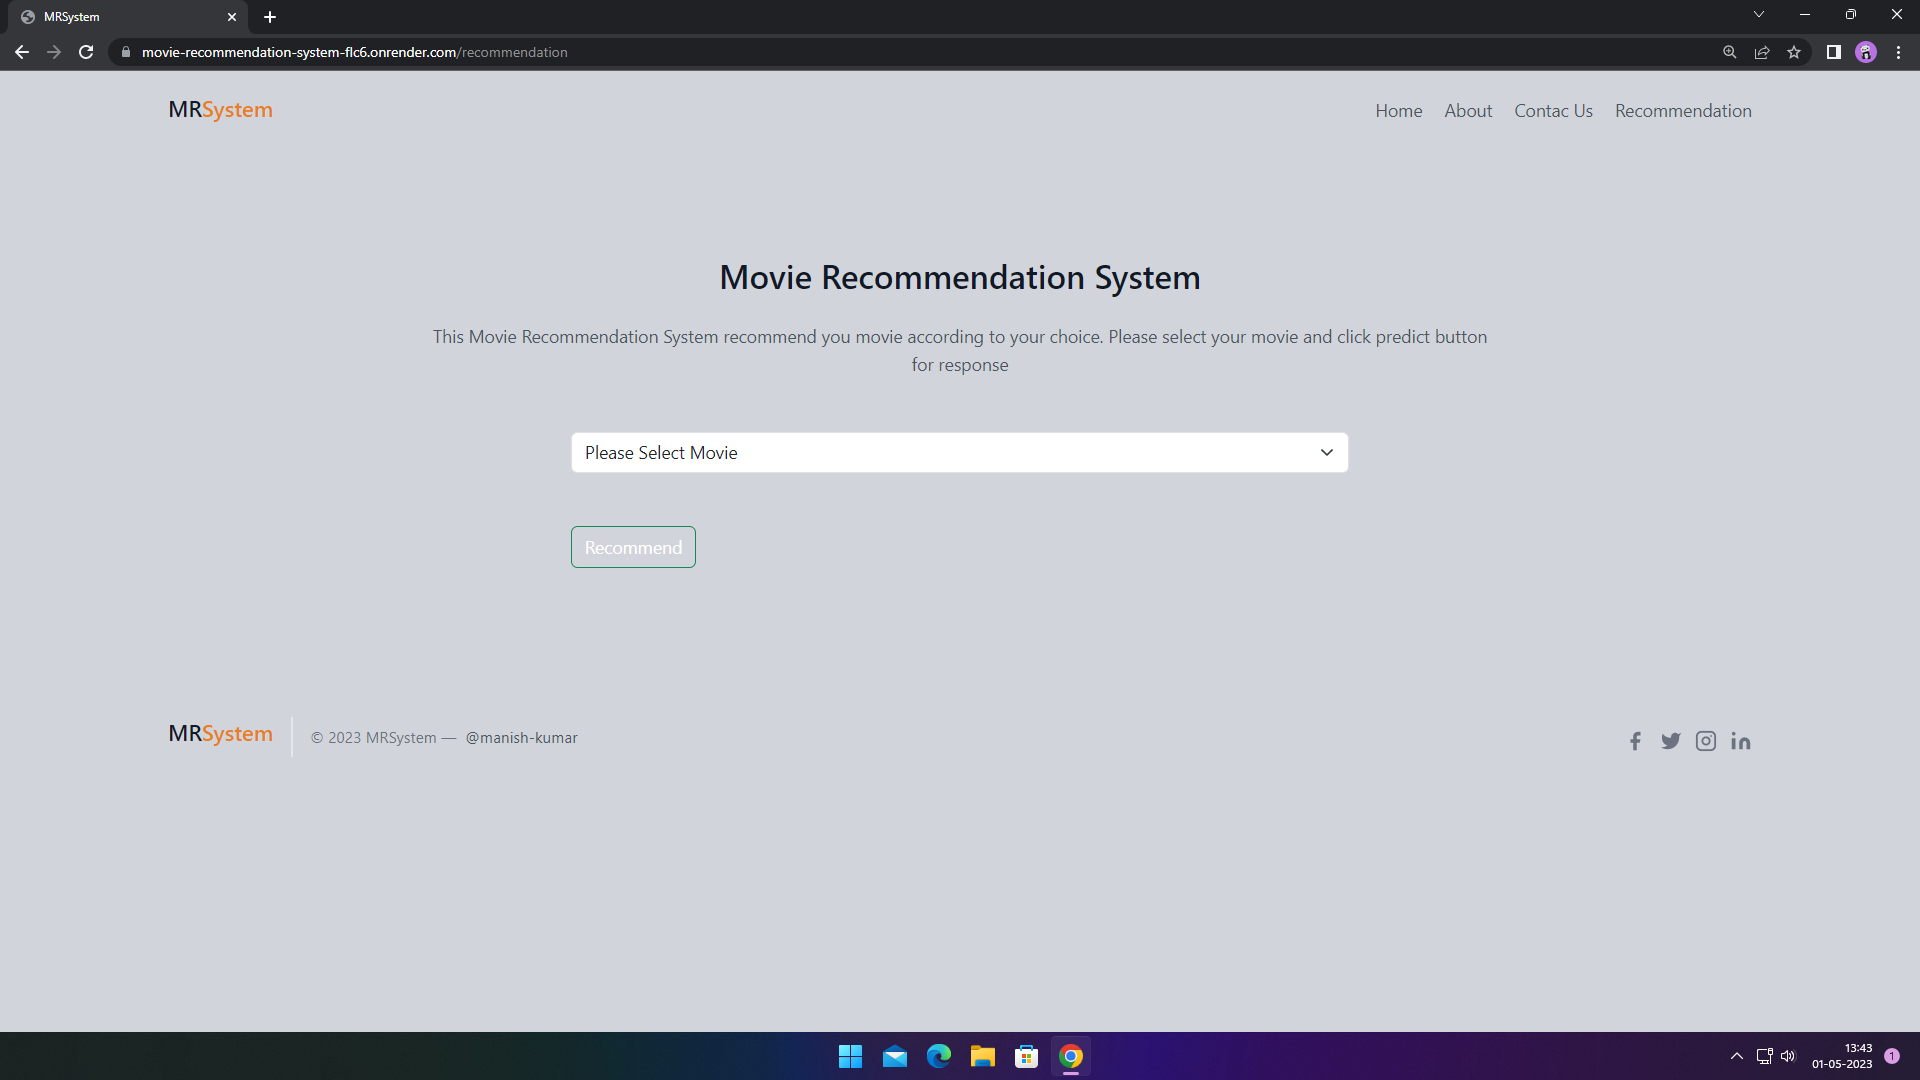 MRSystem
movie-recommendation-system-flc6.onrender.com/recommendation
MRSystem
Home About Contac Us Recommendation
Movie Recommendation System
This Movie Recommendation System recommend you movie according to your choice. Please select your movie and click predict button
for response
Please Select Movie
Recommend
MRSystem
© 2023 MRSystem — @manish-kumar
13:43
01-05-2023
1